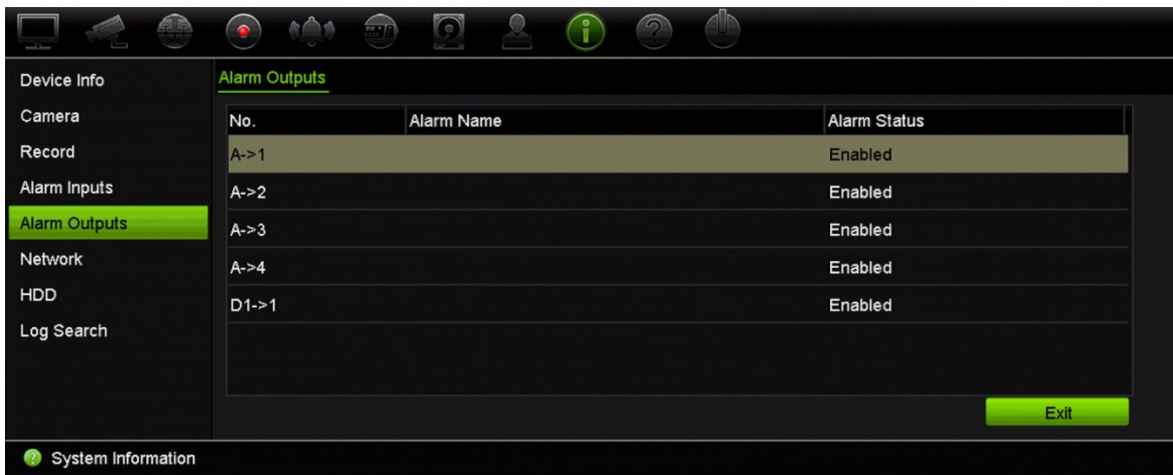 Device Info
Camera
Record
Alarm Inputs
Alarm Outputs
Network
HDD
Log Search
Alarm Outputs
No. Alarm Name Alarm Status
A->1 Enabled
A->2 Enabled
A->3 Enabled
A->4 Enabled
D1->1 Enabled
Exit
System Information